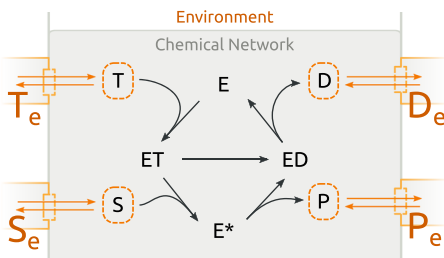 Environment
Chemical Network
T E D
Te De
ET ED
S P
Se E* Pe